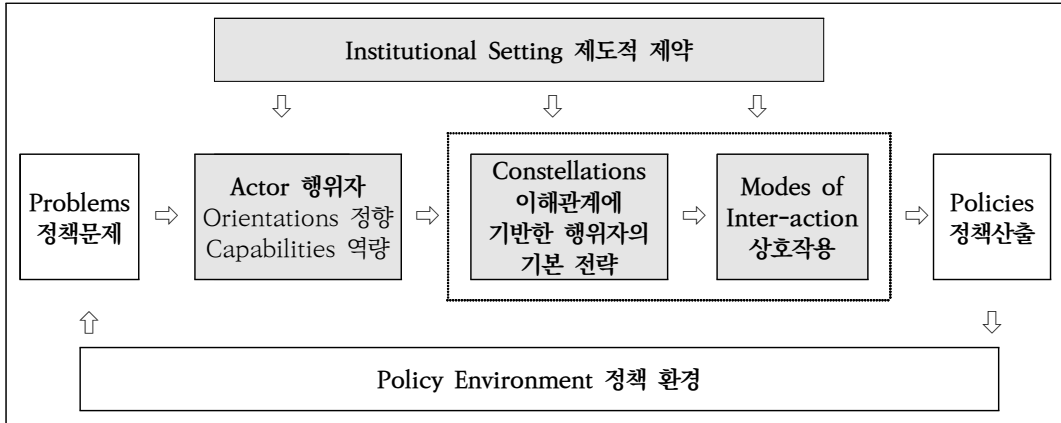 Institutional Setting 제도적 제약
Problems
정책문제
Actor 행위자
Orientations 정향
Capabilities 역량
Constellations
이해관계에
기반한 행위자의
기본 전략
Modes of
Inter-action
상호작용
Policies
정책산출
Policy Environment 정책 환경